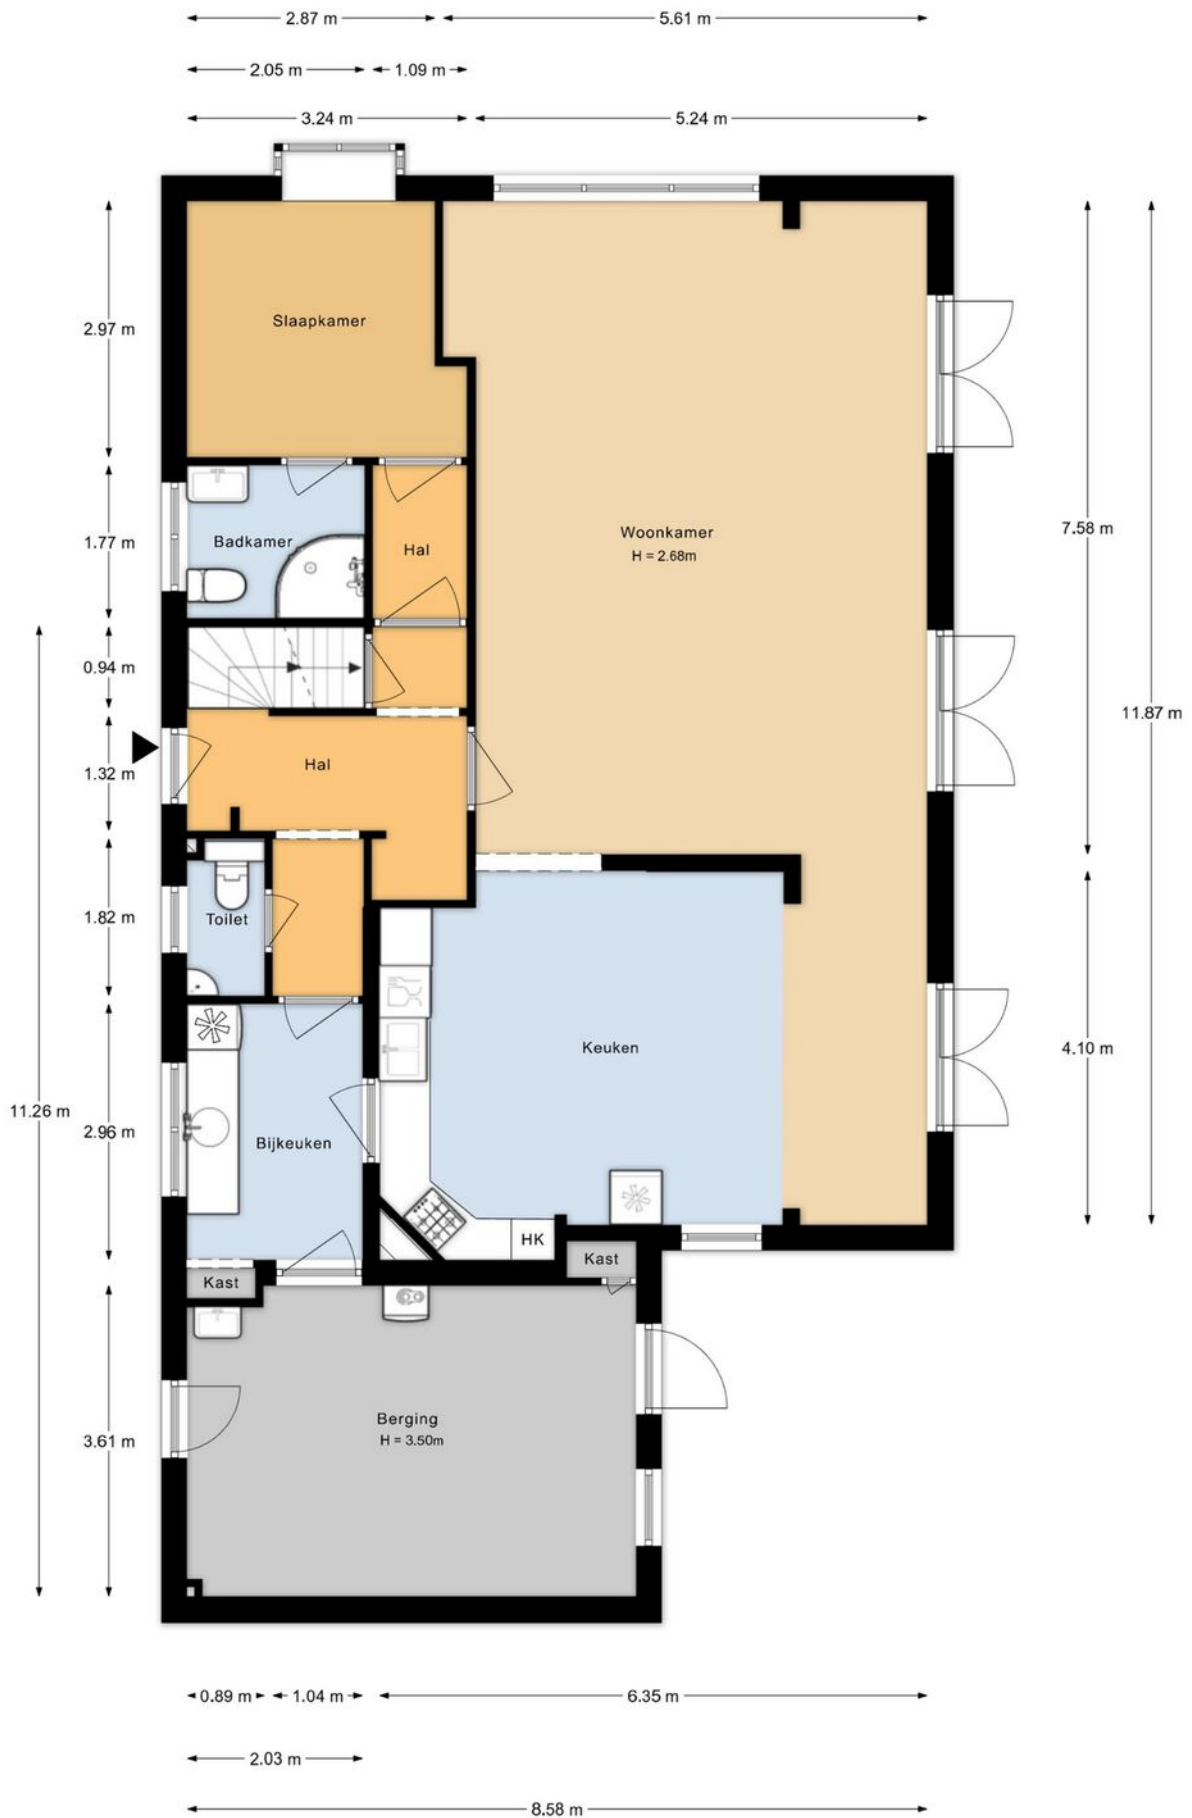 2.87 m
5.61 m
2.05 m
1.09 m
3.24 m
5.24 m
2.97 m
Slaapkamer
Woonkamer
H = 2.68m
7.58 m
1.77 m
Badkamer
Hal
0.94 m
11.87 m
1.32 m
Hal
1.82 m
Toilet
Keuken
4.10 m
11.26 m
2.96 m
Bijkeuken
HK
Kast
Kast
3.61 m
Berging
H = 3.50m
0.89 m
1.04 m
6.35 m
2.03 m
8.58 m